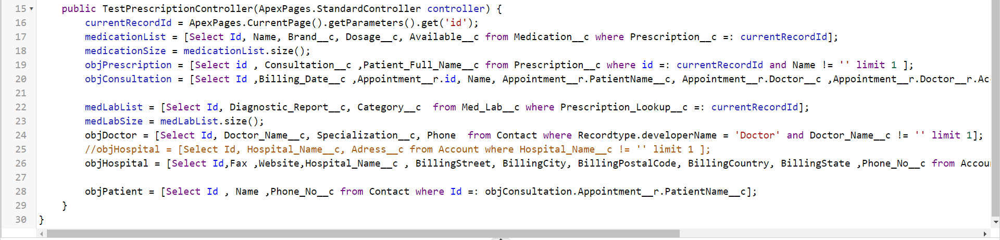 15 public TestPrescriptionController(ApexPages.StandardController controller) {
16 currentRecordId = ApexPages.CurrentPage().getParameters().get('id');
17 medicationList = [Select Id, Name, Brand__c, Dosage__c, Available__c from Medication__c where Prescription__c =: currentRecordId];
18 medicationSize = medicationList.size();
19 objPrescription = [Select id , Consultation__c ,Patient_Full_Name__c from Prescription__c where id =: currentRecordId and Name != '' limit 1 ];
20 objConsultation = [Select Id ,Billing_Date__c ,Appointment__r.id, Name, Appointment__r.PatientName__c, Appointment__r.Doctor__c ,Appointment__r.Doctor__r.Ac
21
22 medLabList = [Select Id, Diagnostic_Report__c, Category__c  from Med_Lab__c where Prescription_Lookup__c =: currentRecordId];
23 medLabSize = medLabList.size();
24 objDoctor = [Select Id, Doctor_Name__c, Specialization__c, Phone  from Contact where Recordtype.developerName = 'Doctor' and Doctor_Name__c != '' limit 1];
25 //objHospital = [Select Id, Hospital_Name__c, Adress__c from Account where Hospital_Name__c != '' limit 1 ];
26 objHospital = [Select Id,Fax ,Website,Hospital_Name__c , BillingStreet, BillingCity, BillingPostalCode, BillingCountry, BillingState ,Phone_No__c from Accou
27
28 objPatient = [Select Id , Name ,Phone_No__c from Contact where Id =: objConsultation.Appointment__r.PatientName__c];
29 }
30 }